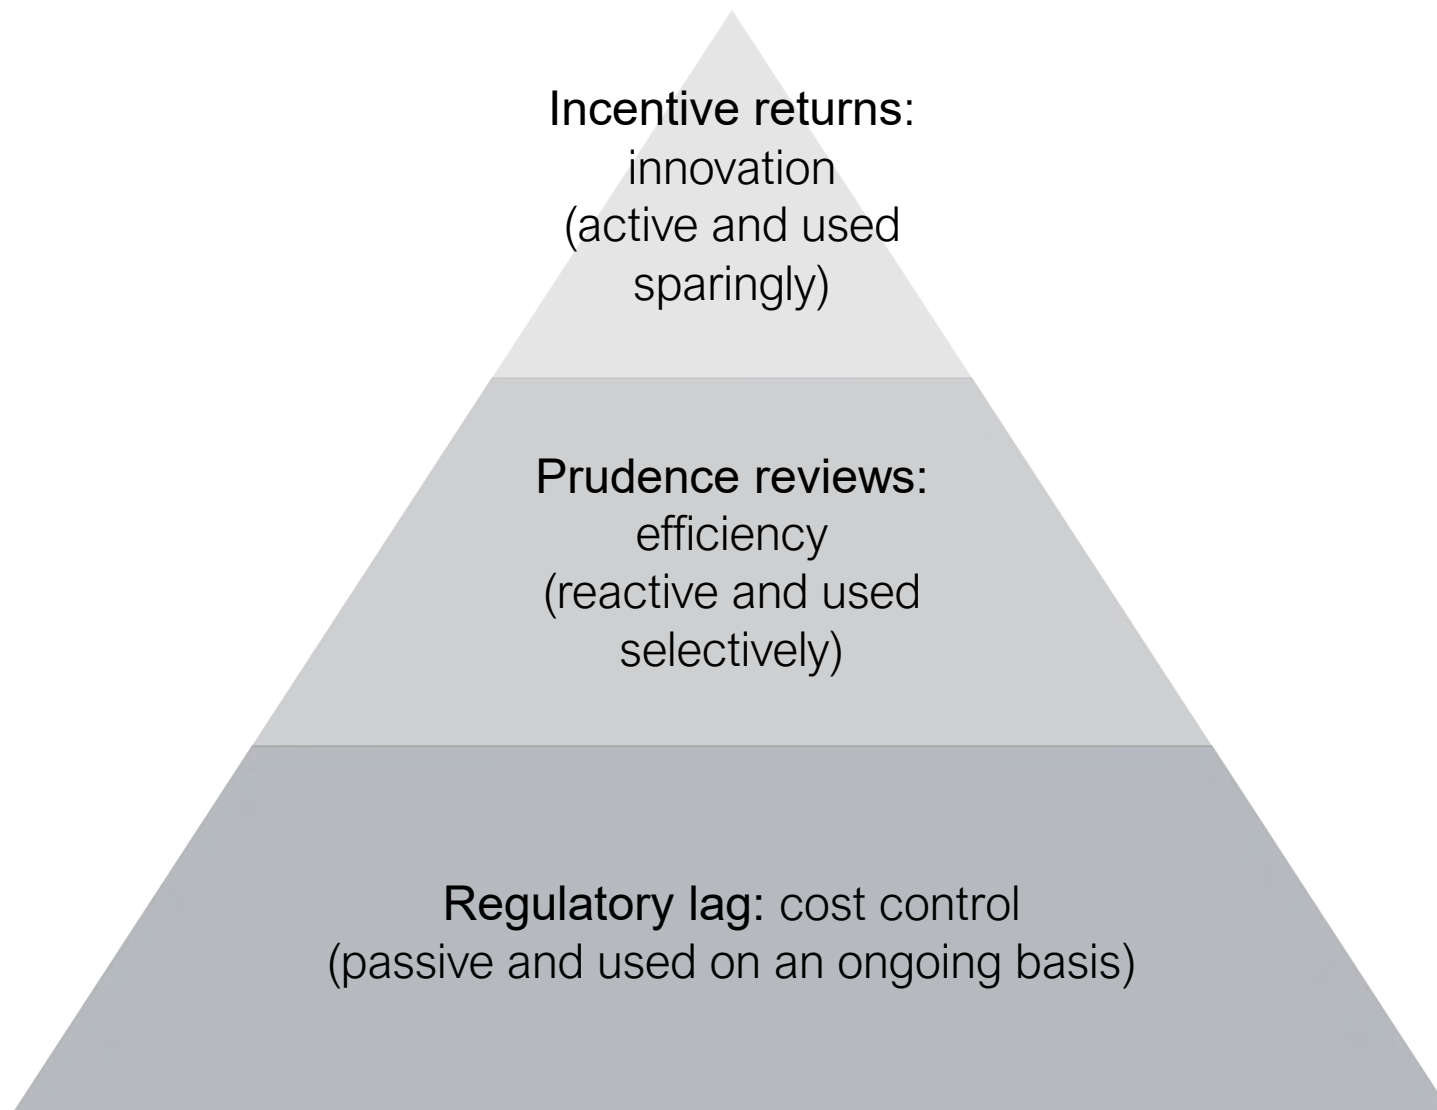 Incentive returns:
innovation
(active and used
sparingly)
Prudence reviews:
efficiency
(reactive and used
selectively)
Regulatory lag: cost control
(passive and used on an ongoing basis)